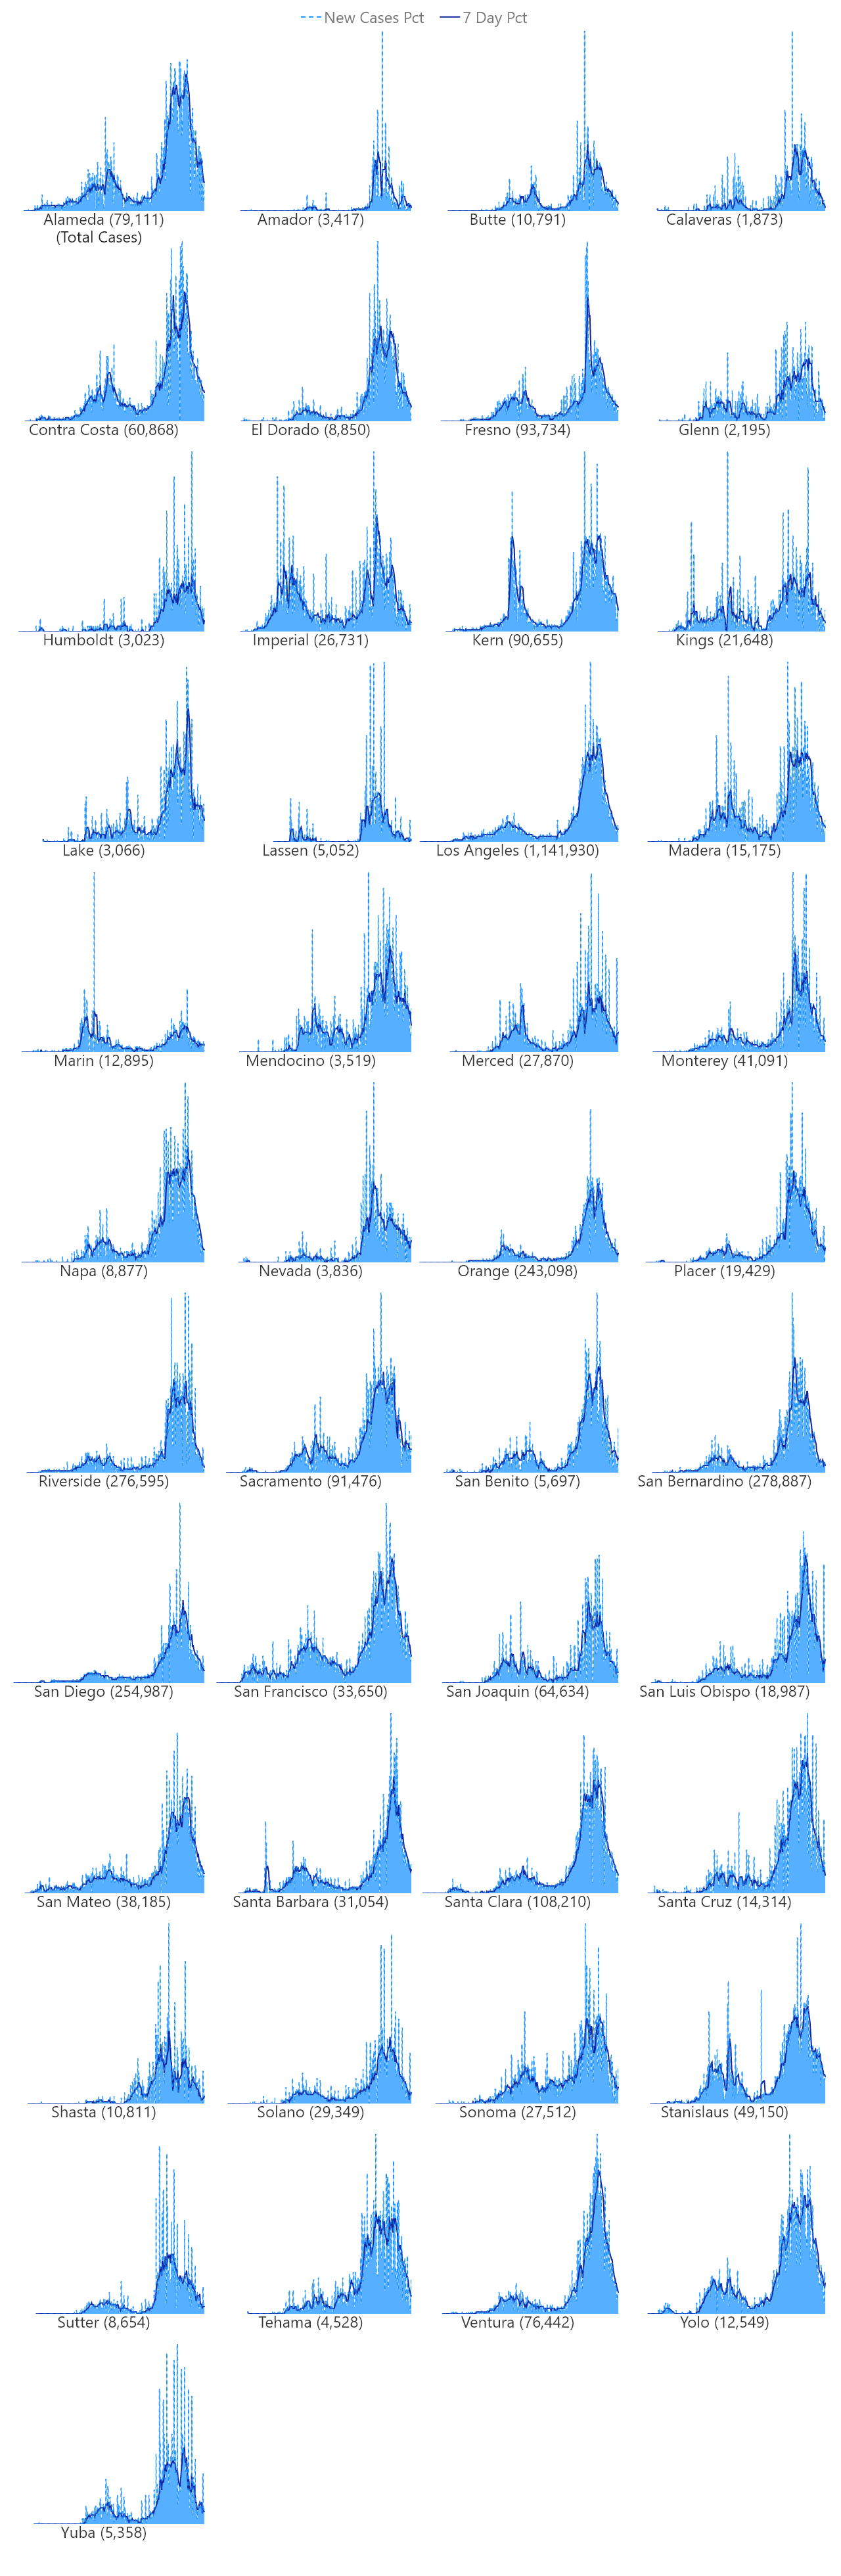 New Cases Pct 7 Day Pct
Alameda (79,111) Amador (3,417) Butte (10,791) Calaveras (1,873)
(Total Cases)
Contra Costa (60,868) El Dorado (8,850) Fresno (93,734) Glenn (2,195)
Humboldt (3,023) Imperial (26,731) Kern (90,655) Kings (21,648)
Lake (3,066) Lassen (5,052) Los Angeles (1,141,930) Madera (15,175)
Marin (12,895) Mendocino (3,519) Merced (27,870) Monterey (41,091)
Napa (8,877) Nevada (3,836) Orange (243,098) Placer (19,429)
Riverside (276,595) Sacramento (91,476) San Benito (5,697) San Bernardino (278,887)
San Diego (254,987) San Francisco (33,650) San Joaquin (64,634) San Luis Obispo (18,987)
San Mateo (38,185) Santa Barbara (31,054) Santa Clara (108,210) Santa Cruz (14,314)
Shasta (10,811) Solano (29,349) Sonoma (27,512) Stanislaus (49,150)
Sutter (8,654) Tehama (4,528) Ventura (76,442) Yolo (12,549)
Yuba (5,358)